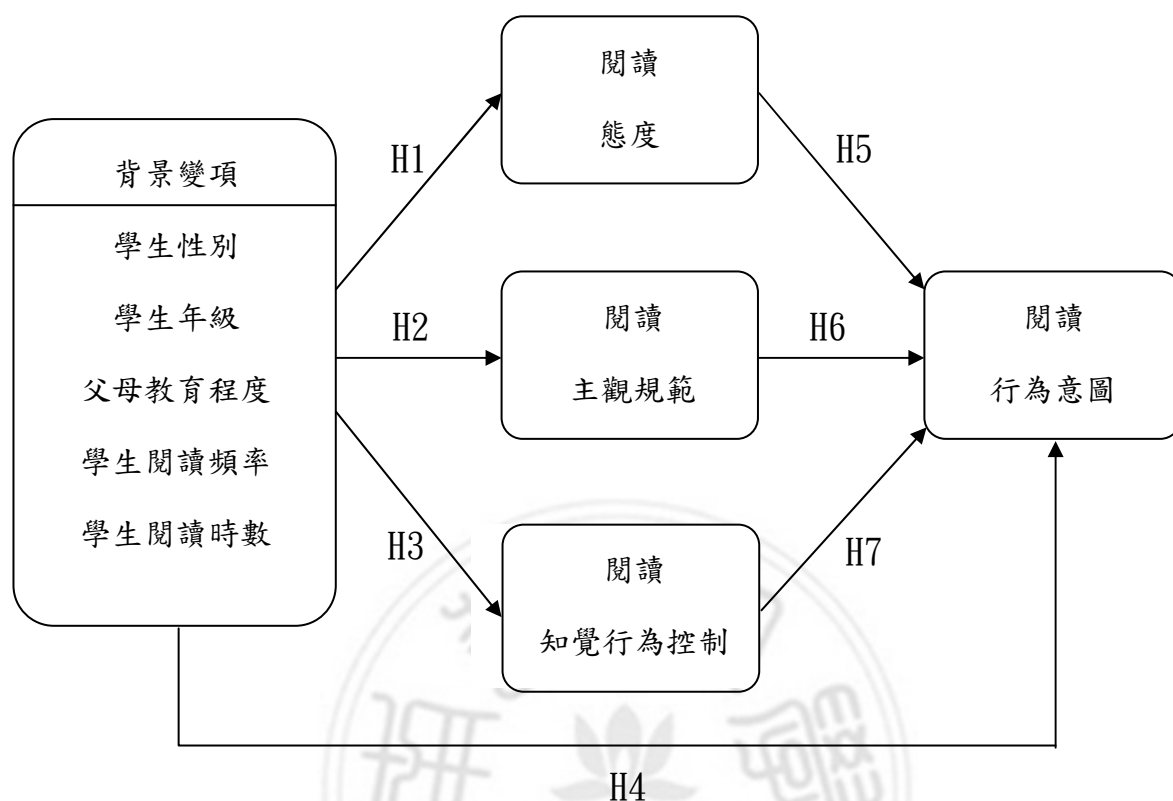 閱讀
態度
H1
H5
背景變項
學生性別
學生年級
父母教育程度
學生閱讀頻率
學生閱讀時數
H2
閱讀
主觀規範
H6
閱讀
行為意圖
H3
閱讀
知覺行為控制
H7
H4